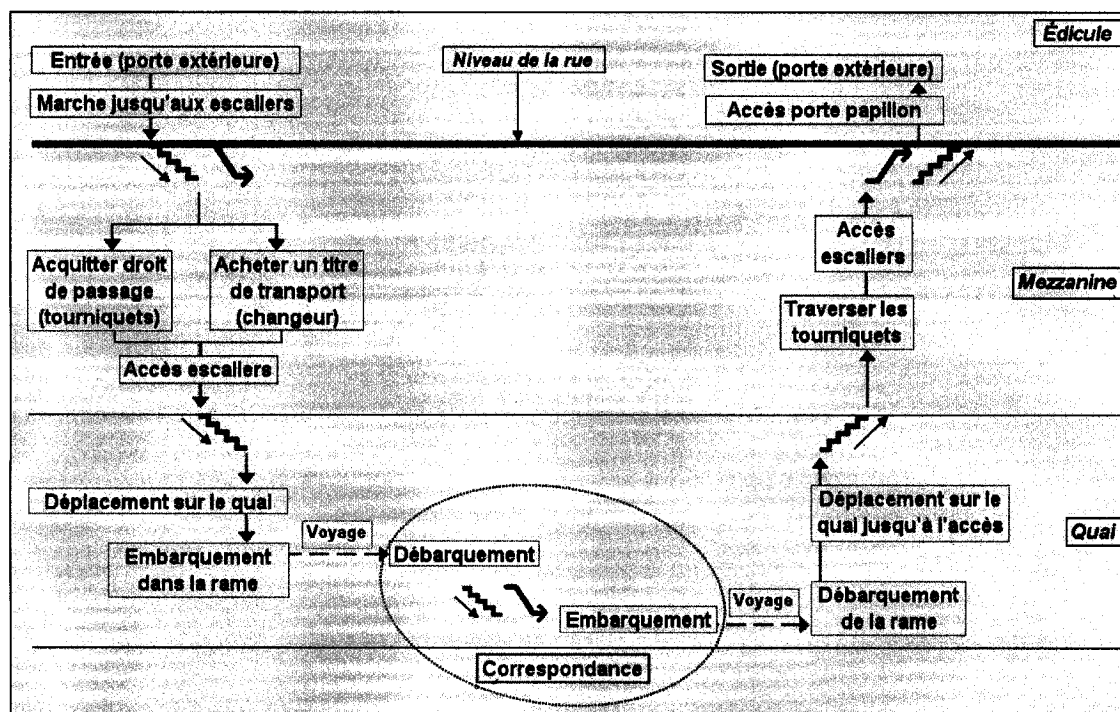 Édicule
Entrée (porte extérieure)
Niveau de la rue
Sortie (porte extérieure)
Marche jusqu'aux escaliers
Accès porte papillon
Acquitter droit
de passage
(tourniquets)
Acheter un titre
de transport
(changeur)
Accès escaliers
Accès
escaliers
Mezzanine
Traverser les
tourniquets
Déplacement sur le quai
Embarquement
dans la rame
Voyage
Débarquement
Embarquement
Correspondance
Voyage
Déplacement sur le
quai jusqu'à l'accès
Quai
Débarquement
de la rame